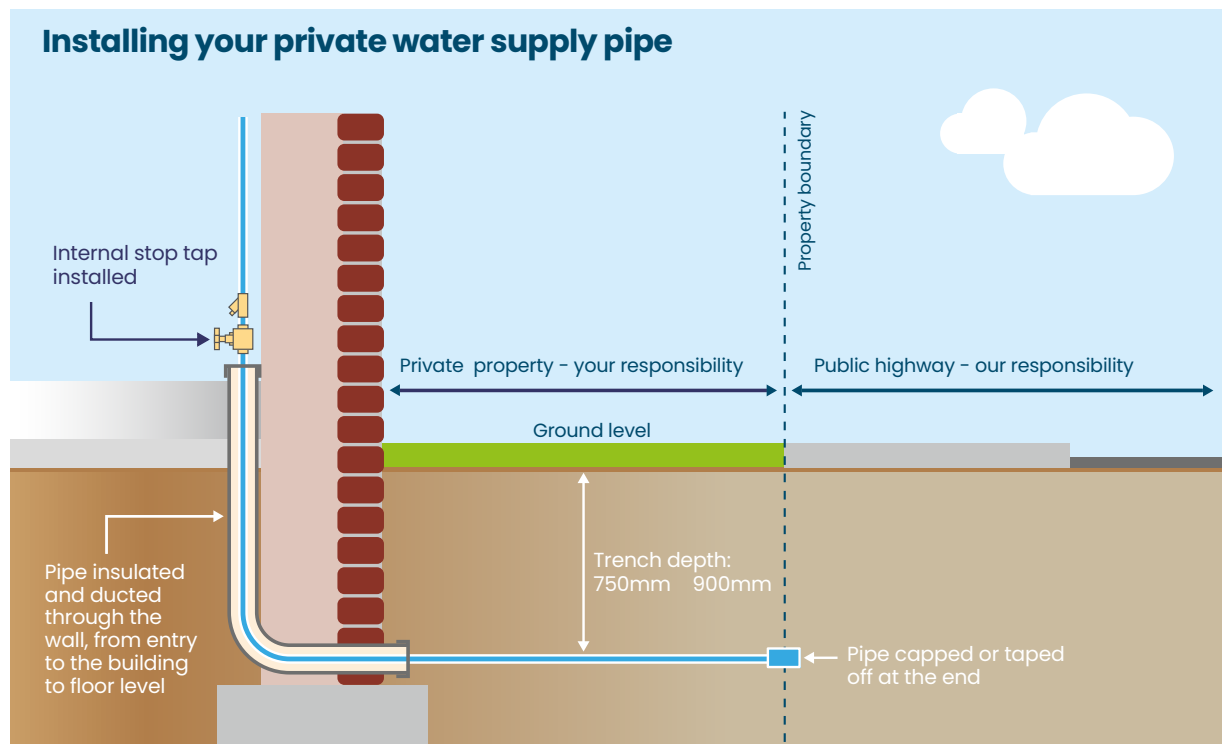 Installing your private water supply pipe
Property boundary
Internal stop tap
installed
Private property - your responsibility
Public highway - our responsibility
Ground level
Trench depth:
750mm 900mm
Pipe insulated
and ducted
through the
wall, from entry
to the building
to floor level
Pipe capped or taped
off at the end